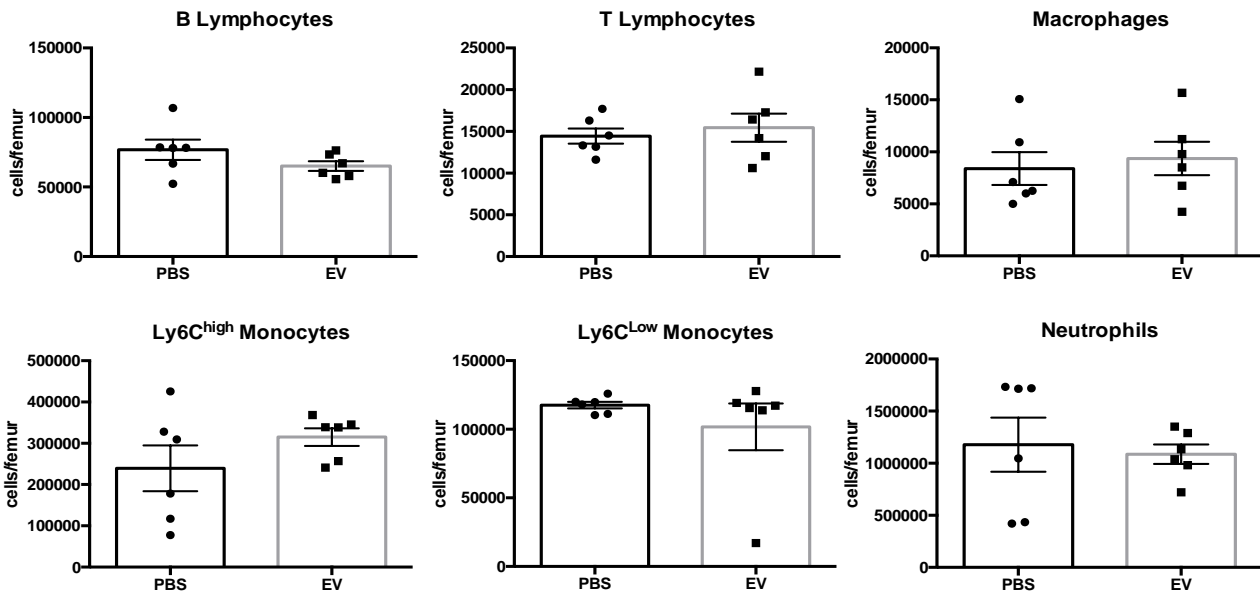 B Lymphocytes
150000
100000
50000
0
cells/femur
PBS
EV
T Lymphocytes
25000
20000
15000
10000
5000
0
cells/femur
PBS
EV
Macrophages
20000
15000
10000
5000
0
cells/femur
PBS
EV
Ly6Chigh Monocytes
500000
400000
300000
200000
100000
0
cells/femur
PBS
EV
Ly6CLow Monocytes
150000
100000
50000
0
cells/femur
PBS
EV
Neutrophils
2000000
1500000
1000000
500000
0
cells/femur
PBS
EV